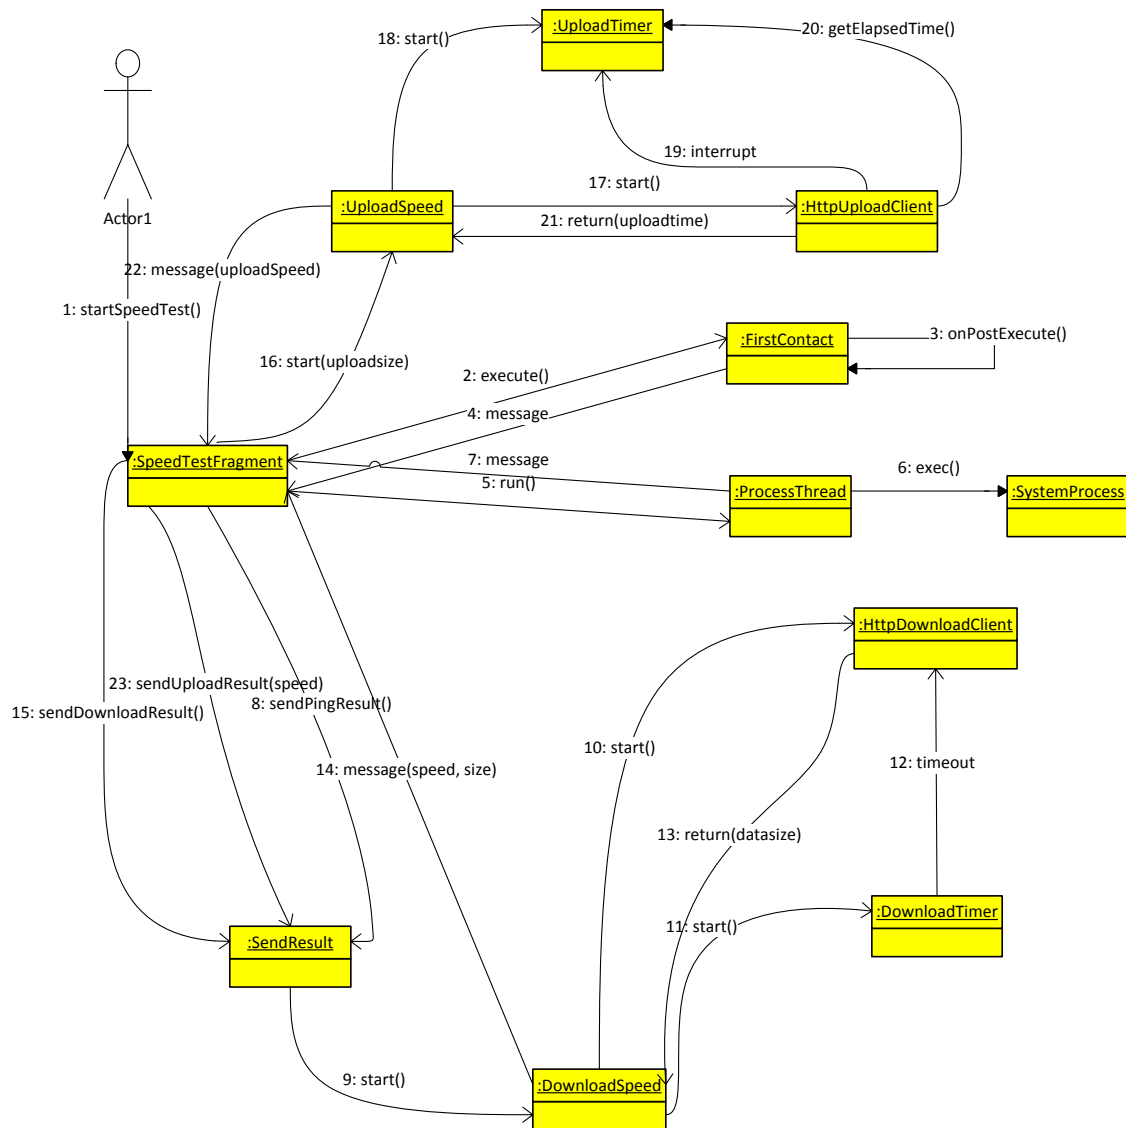 :UploadTimer
18: start()
20: getElapsedTime()
19: interrupt
17: start()
:UploadSpeed
:HttpUploadClient
Actor1
21: return(uploadtime)
22: message(uploadSpeed)
1: startSpeedTest()
:FirstContact
3: onPostExecute()
16: start(uploadsize)
2: execute()
4: message
:SpeedTestFragment
7: message
6: exec()
5: run()
:ProcessThread
:SystemProcess
:HttpDownloadClient
23: sendUploadResult(speed)
8: sendPingResult()
15: sendDownloadResult()
10: start()
12: timeout
14: message(speed, size)
13: return(datasize)
:DownloadTimer
11: start()
:SendResult
9: start()
:DownloadSpeed